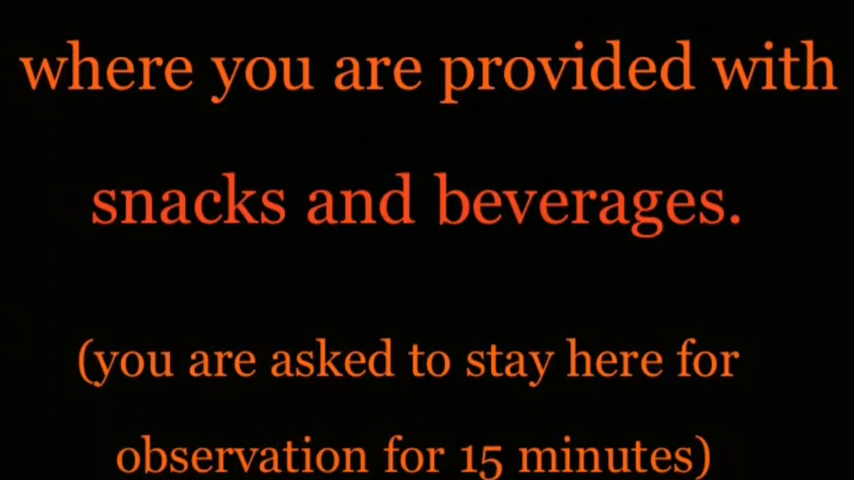 where you are provided with
snacks and beverages.
(you are asked to stay here for
observation for 15 minutes)